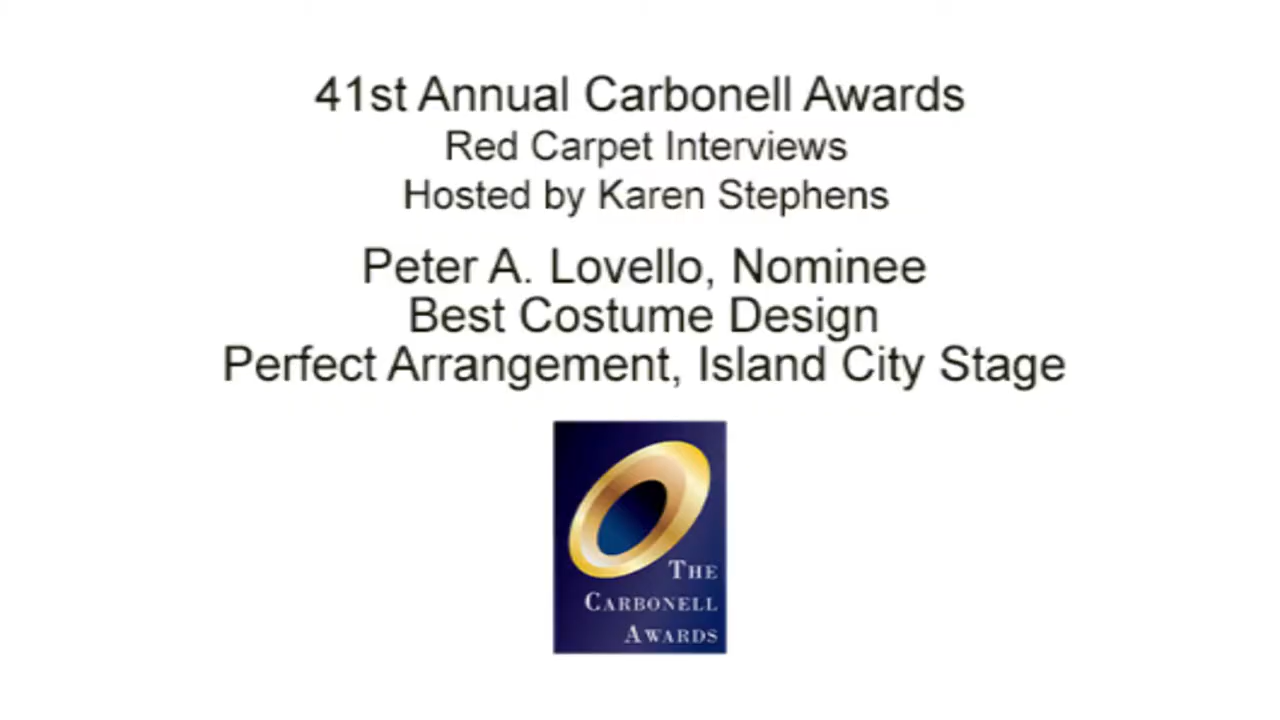 41st Annual Carbonell Awards
Red Carpet Interviews
Hosted by Karen Stephens
Peter A. Lovello, Nominee
Best Costume Design
Perfect Arrangement, Island City Stage
THE
CARBONELL
AWARDS